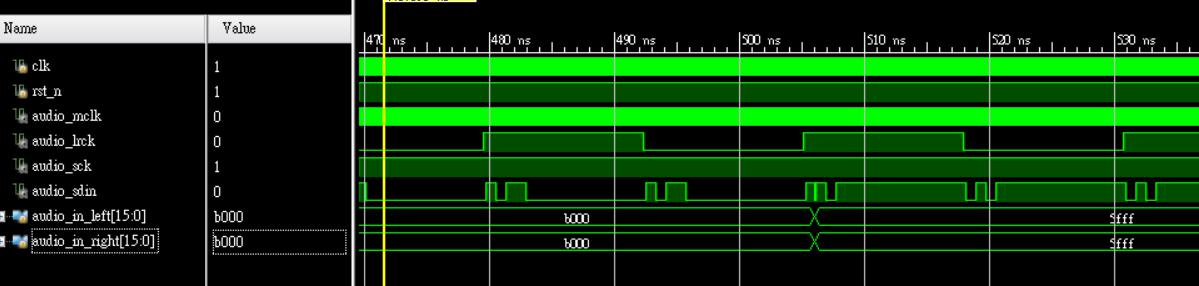 Name Value
470 ns 480 ns 490 ns 500 ns 510 ns 520 ns 530 ns
clk 1
rst_n 1
audio_mclk 0
audio_lrck 0
audio_sck 1
audio_sdin 0
audio_in_left[15:0] b000 b000 5fff
audio_in_right[15:0] b000 b000 5fff